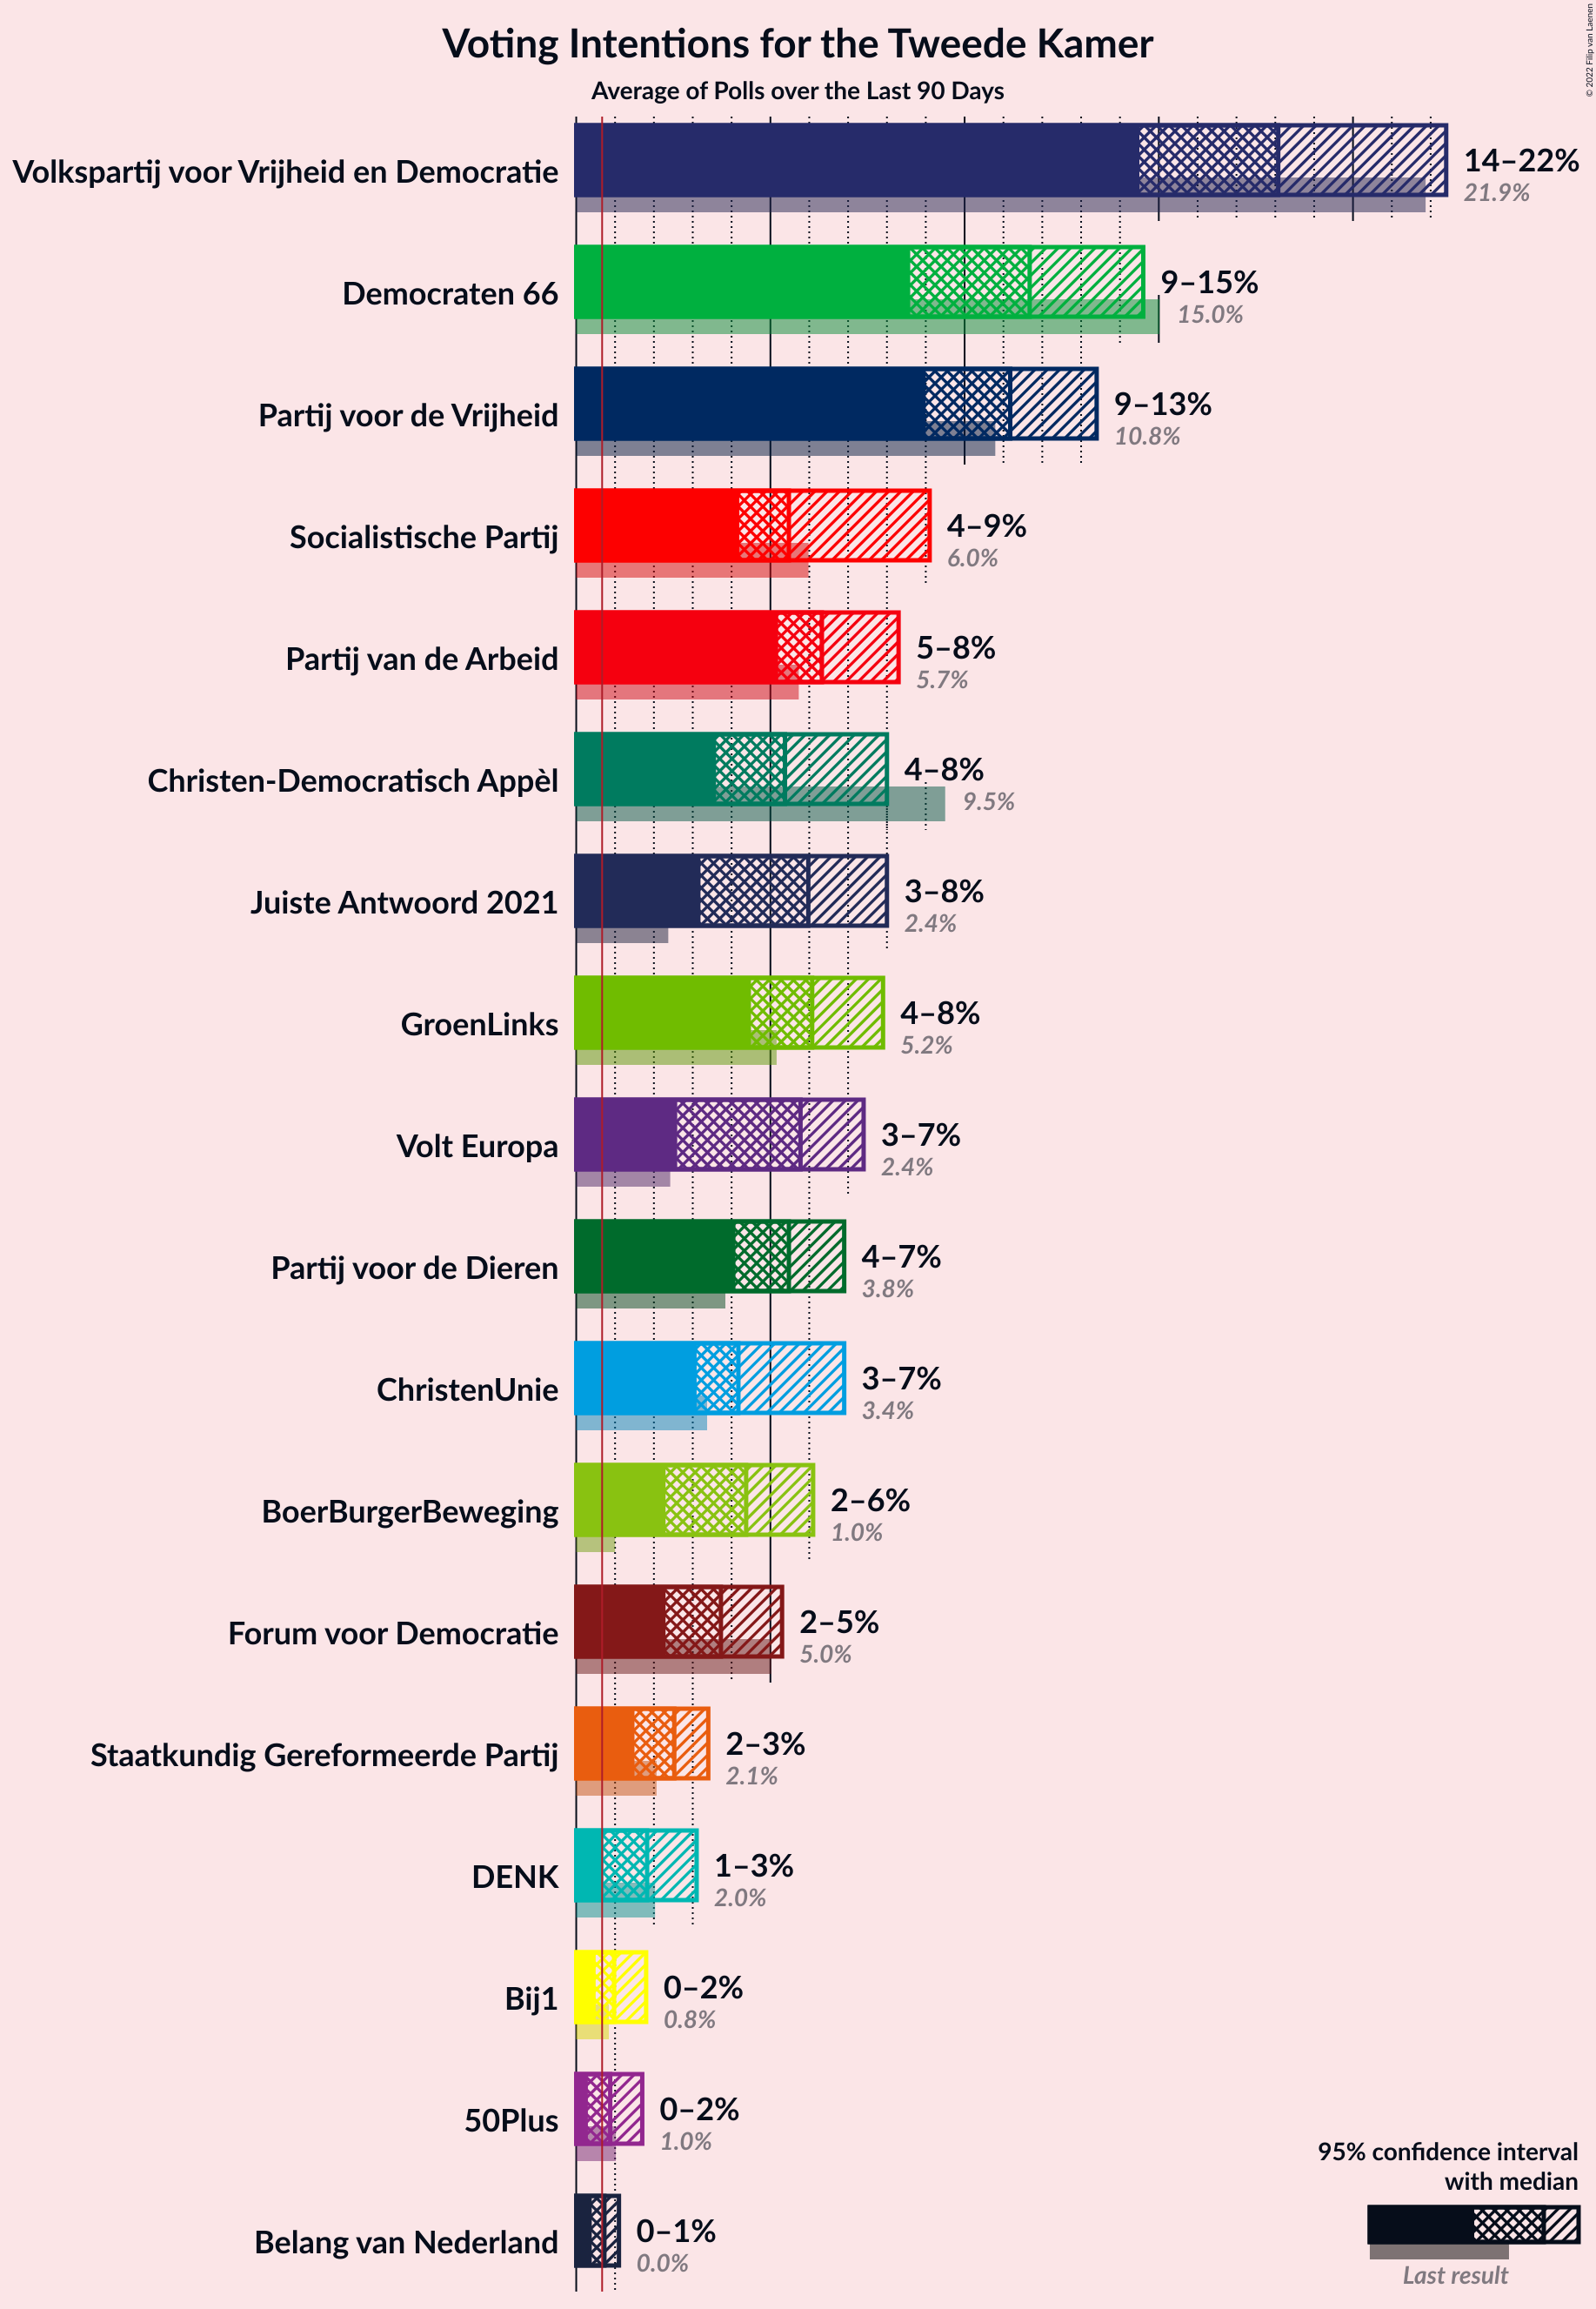 Voting Intentions for the Tweede Kamer
Average of Polls over the Last 90 Days
© 2022 Filip van Laenen
Volkspartij voor Vrijheid en Democratie
14–22%
21.9%
Democraten 66
9–15%
15.0%
Partij voor de Vrijheid
9–13%
10.8%
Socialistische Partij
4–9%
6.0%
Partij van de Arbeid
5–8%
5.7%
Christen-Democratisch Appèl
4–8%
9.5%
Juiste Antwoord 2021
3–8%
2.4%
GroenLinks
4–8%
5.2%
Volt Europa
3–7%
2.4%
Partij voor de Dieren
4–7%
3.8%
ChristenUnie
3–7%
3.4%
BoerBurgerBeweging
2–6%
1.0%
Forum voor Democratie
2–5%
5.0%
Staatkundig Gereformeerde Partij
2–3%
2.1%
DENK
1–3%
2.0%
Bij1
0–2%
0.8%
50Plus
0–2%
1.0%
Belang van Nederland
0–1%
0.0%
95% confidence interval
with median
Last result